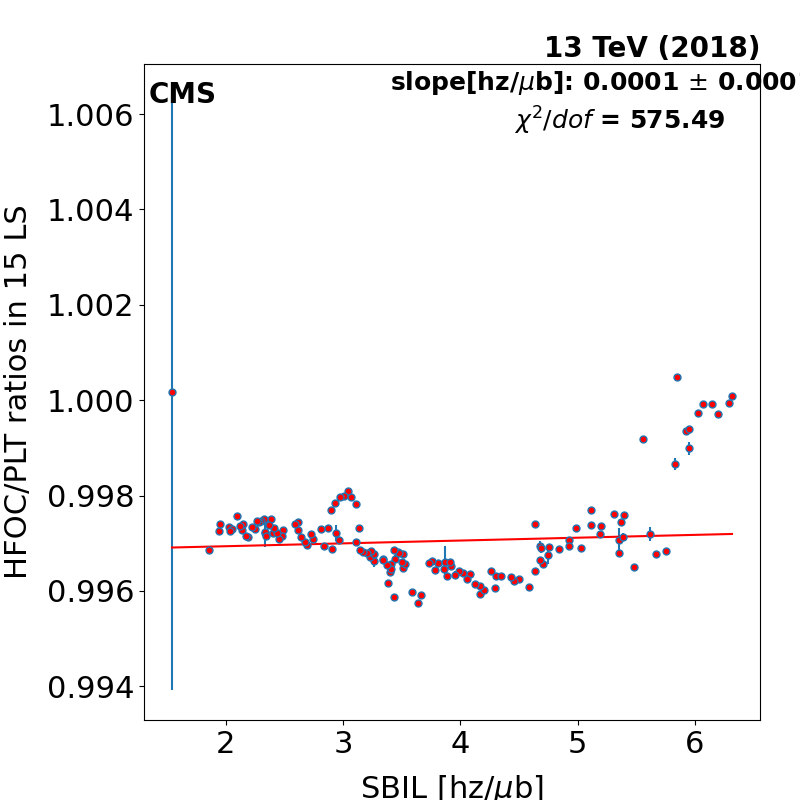 13 TeV (2018)
CMS
slope[hz/μb]: 0.0001 ± 0.000
χ²/dof = 575.49
HFOC/PLT ratios in 15 LS
1.006
1.004
1.002
1.000
0.998
0.996
0.994
2 3 4 5 6
SBIL [hz/μb]